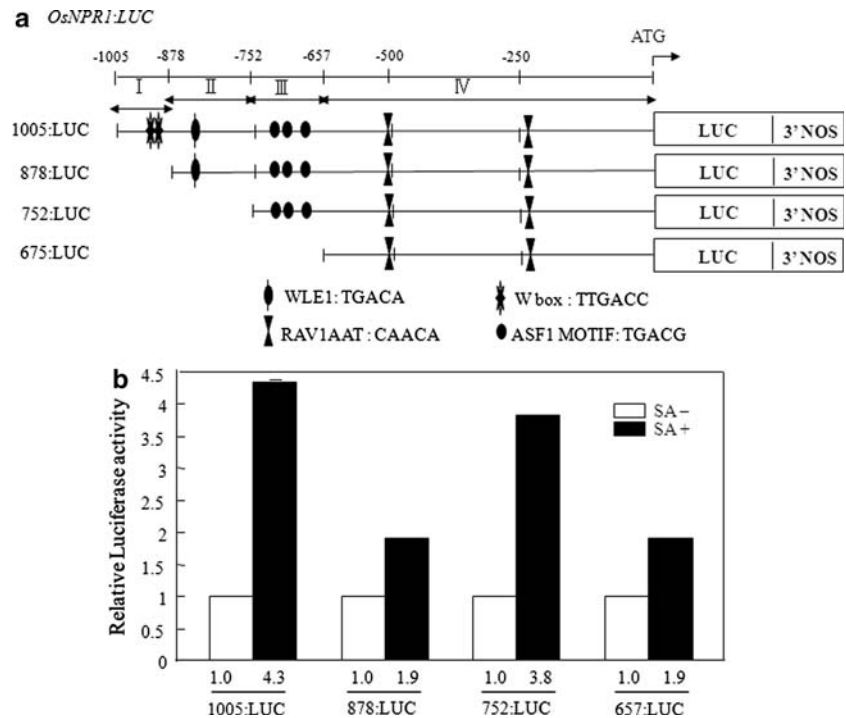 a OsNPR1:LUC
ATG
-1005 -878 -752 -657 -500 -250
I II III IV
1005:LUC LUC 3'NOS
878:LUC LUC 3'NOS
752:LUC LUC 3'NOS
675:LUC LUC 3'NOS
WLE1: TGACA W box : TTGACC
RAV1AAT : CAACA ASF1 MOTIF: TGACG
b
Relative Luciferase activity
4.5
4
3.5
3
2.5
2
1.5
1
0.5
0
SA –
SA +
1.0 4.3 1.0 1.9 1.0 3.8 1.0 1.9
1005:LUC 878:LUC 752:LUC 657:LUC